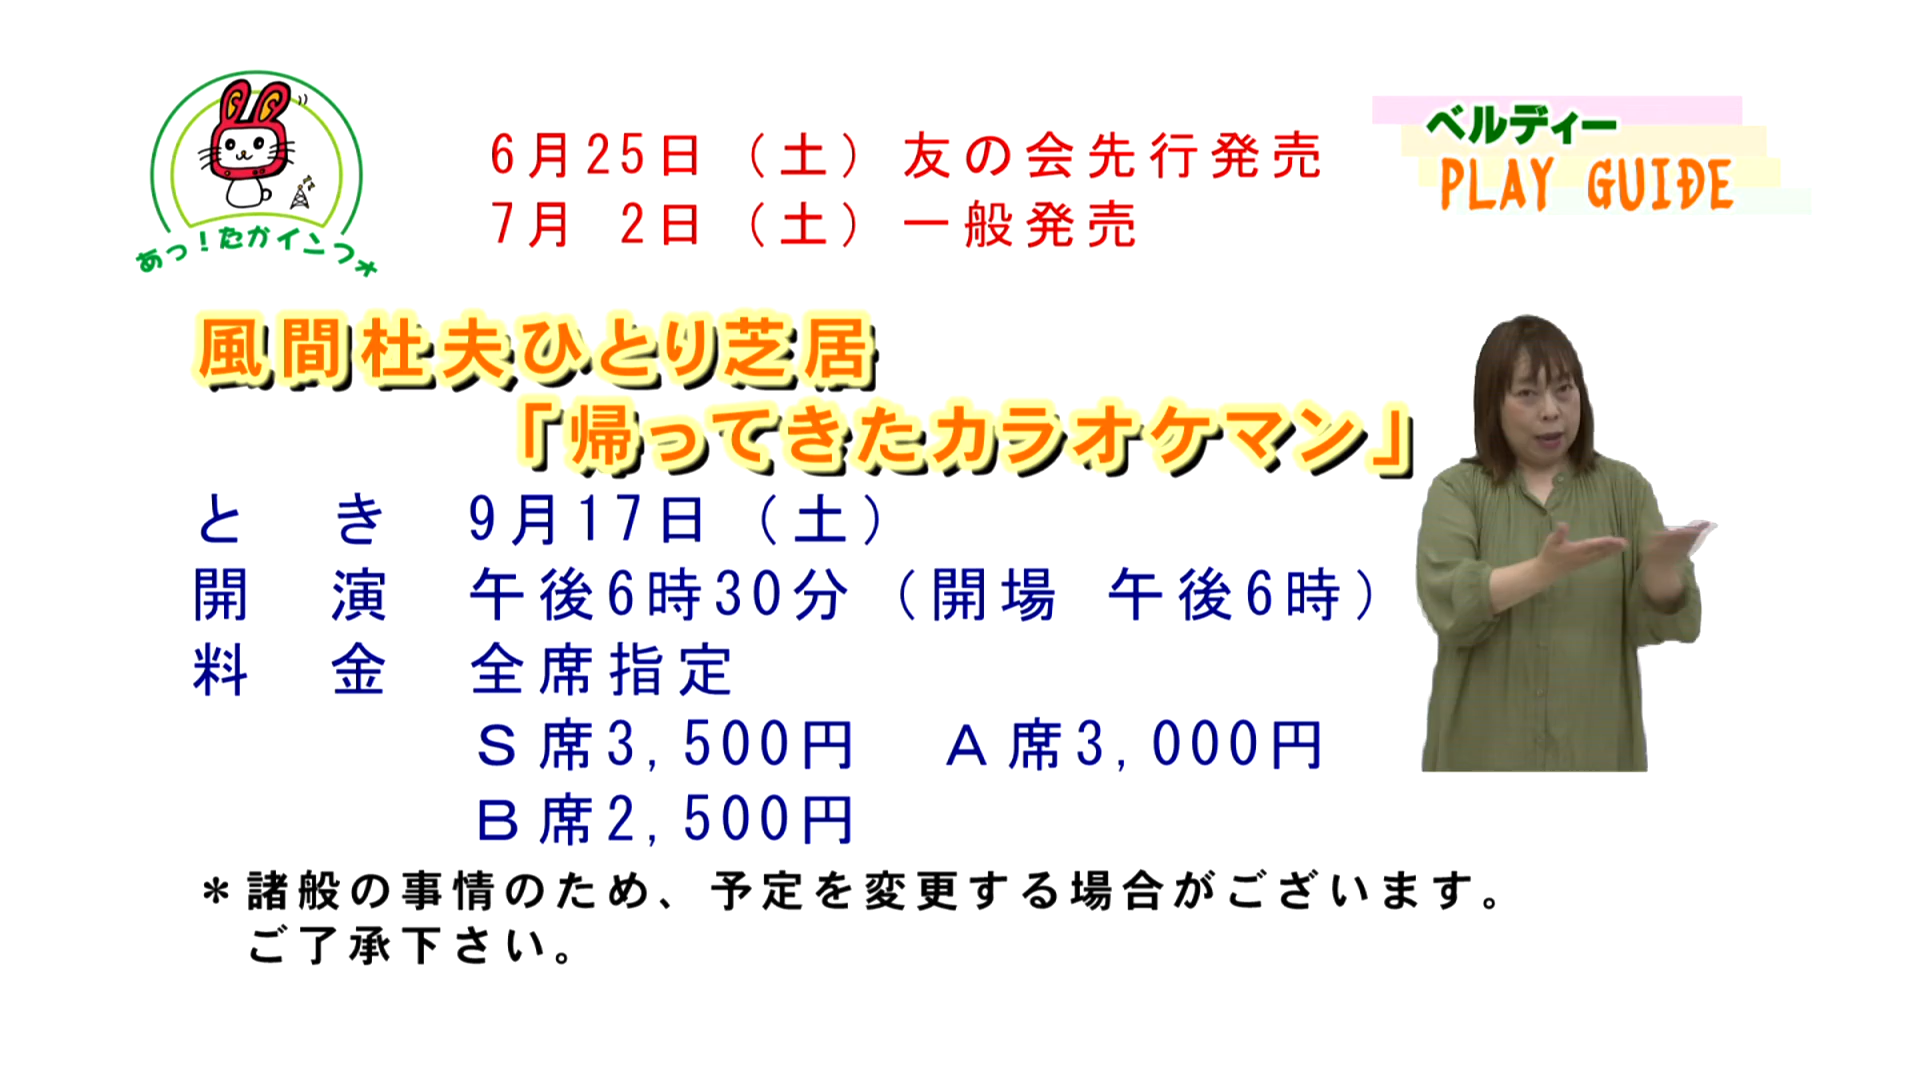 あっ！たかインフォ
6月25日（土）友の会先行発売
7月 2日（土）一般発売
ベルディー
PLAY GUIDE
風間杜夫ひとり芝居
「帰ってきたカラオケマン」
と き 9月17日（土）
開 演 午後6時30分（開場 午後6時）
料 金 全席指定
S席3,500円 A席3,000円
B席2,500円
＊諸般の事情のため、予定を変更する場合がございます。
ご了承下さい。